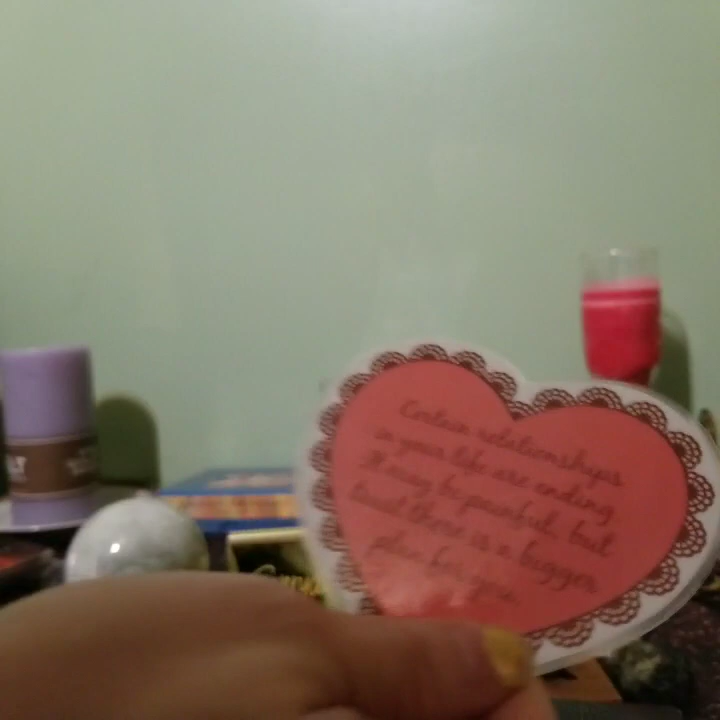 Certain relationships
in your life are ending
It may be painful, but
trust there is a bigger
plan for you.